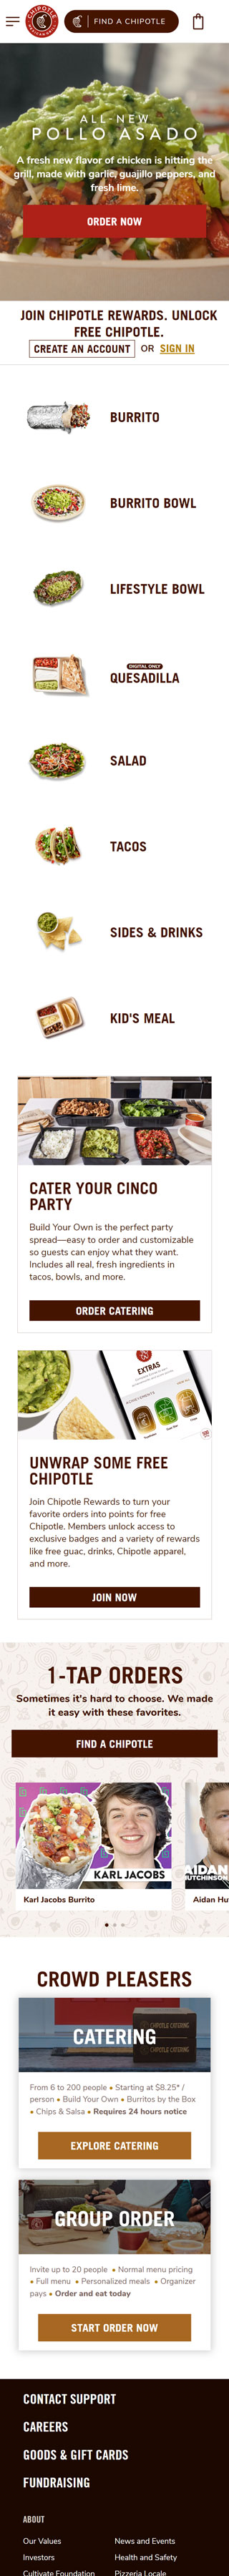 CHIPOTLE
FIND A CHIPOTLE
ALL-NEW
POLLO ASADO
A fresh new flavor of chicken is hitting the
grill, made with garlic, guajillo peppers, and
fresh lime.
ORDER NOW
JOIN CHIPOTLE REWARDS. UNLOCK
FREE CHIPOTLE.
CREATE AN ACCOUNT OR SIGN IN
BURRITO
BURRITO BOWL
LIFESTYLE BOWL
DIGITAL ONLY
QUESADILLA
SALAD
TACOS
SIDES & DRINKS
KID'S MEAL
CATER YOUR CINCO
PARTY
Build Your Own is the perfect party
spread—easy to order and customizable
so guests can enjoy what they want.
Includes all real, fresh ingredients in
tacos, bowls, and more.
ORDER CATERING
EXTRAS
UNWRAP SOME FREE
CHIPOTLE
Join Chipotle Rewards to turn your
favorite orders into points for free
Chipotle. Members unlock access to
exclusive badges and a variety of rewards
like free guac, drinks, Chipotle apparel,
and more.
JOIN NOW
1-TAP ORDERS
Sometimes it's hard to choose. We made
it easy with these favorites.
FIND A CHIPOTLE
KARL JACOBS
AIDAN
HUTCHINSON
Karl Jacobs Burrito
Aidan Hu
CROWD PLEASERS
CHIPOTLE CATERING
CATERING
CHIPOTLE CATERING
From 6 to 200 people • Starting at $8.25* /
person • Build Your Own • Burritos by the Box
• Chips & Salsa • Requires 24 hours notice
EXPLORE CATERING
GROUP ORDER
Invite up to 20 people • Normal menu pricing
• Full menu • Personalized meals • Organizer
pays • Order and eat today
START ORDER NOW
CONTACT SUPPORT
CAREERS
GOODS & GIFT CARDS
FUNDRAISING
ABOUT
Our Values
News and Events
Investors
Health and Safety
Cultivate Foundation
Pizzeria Locale